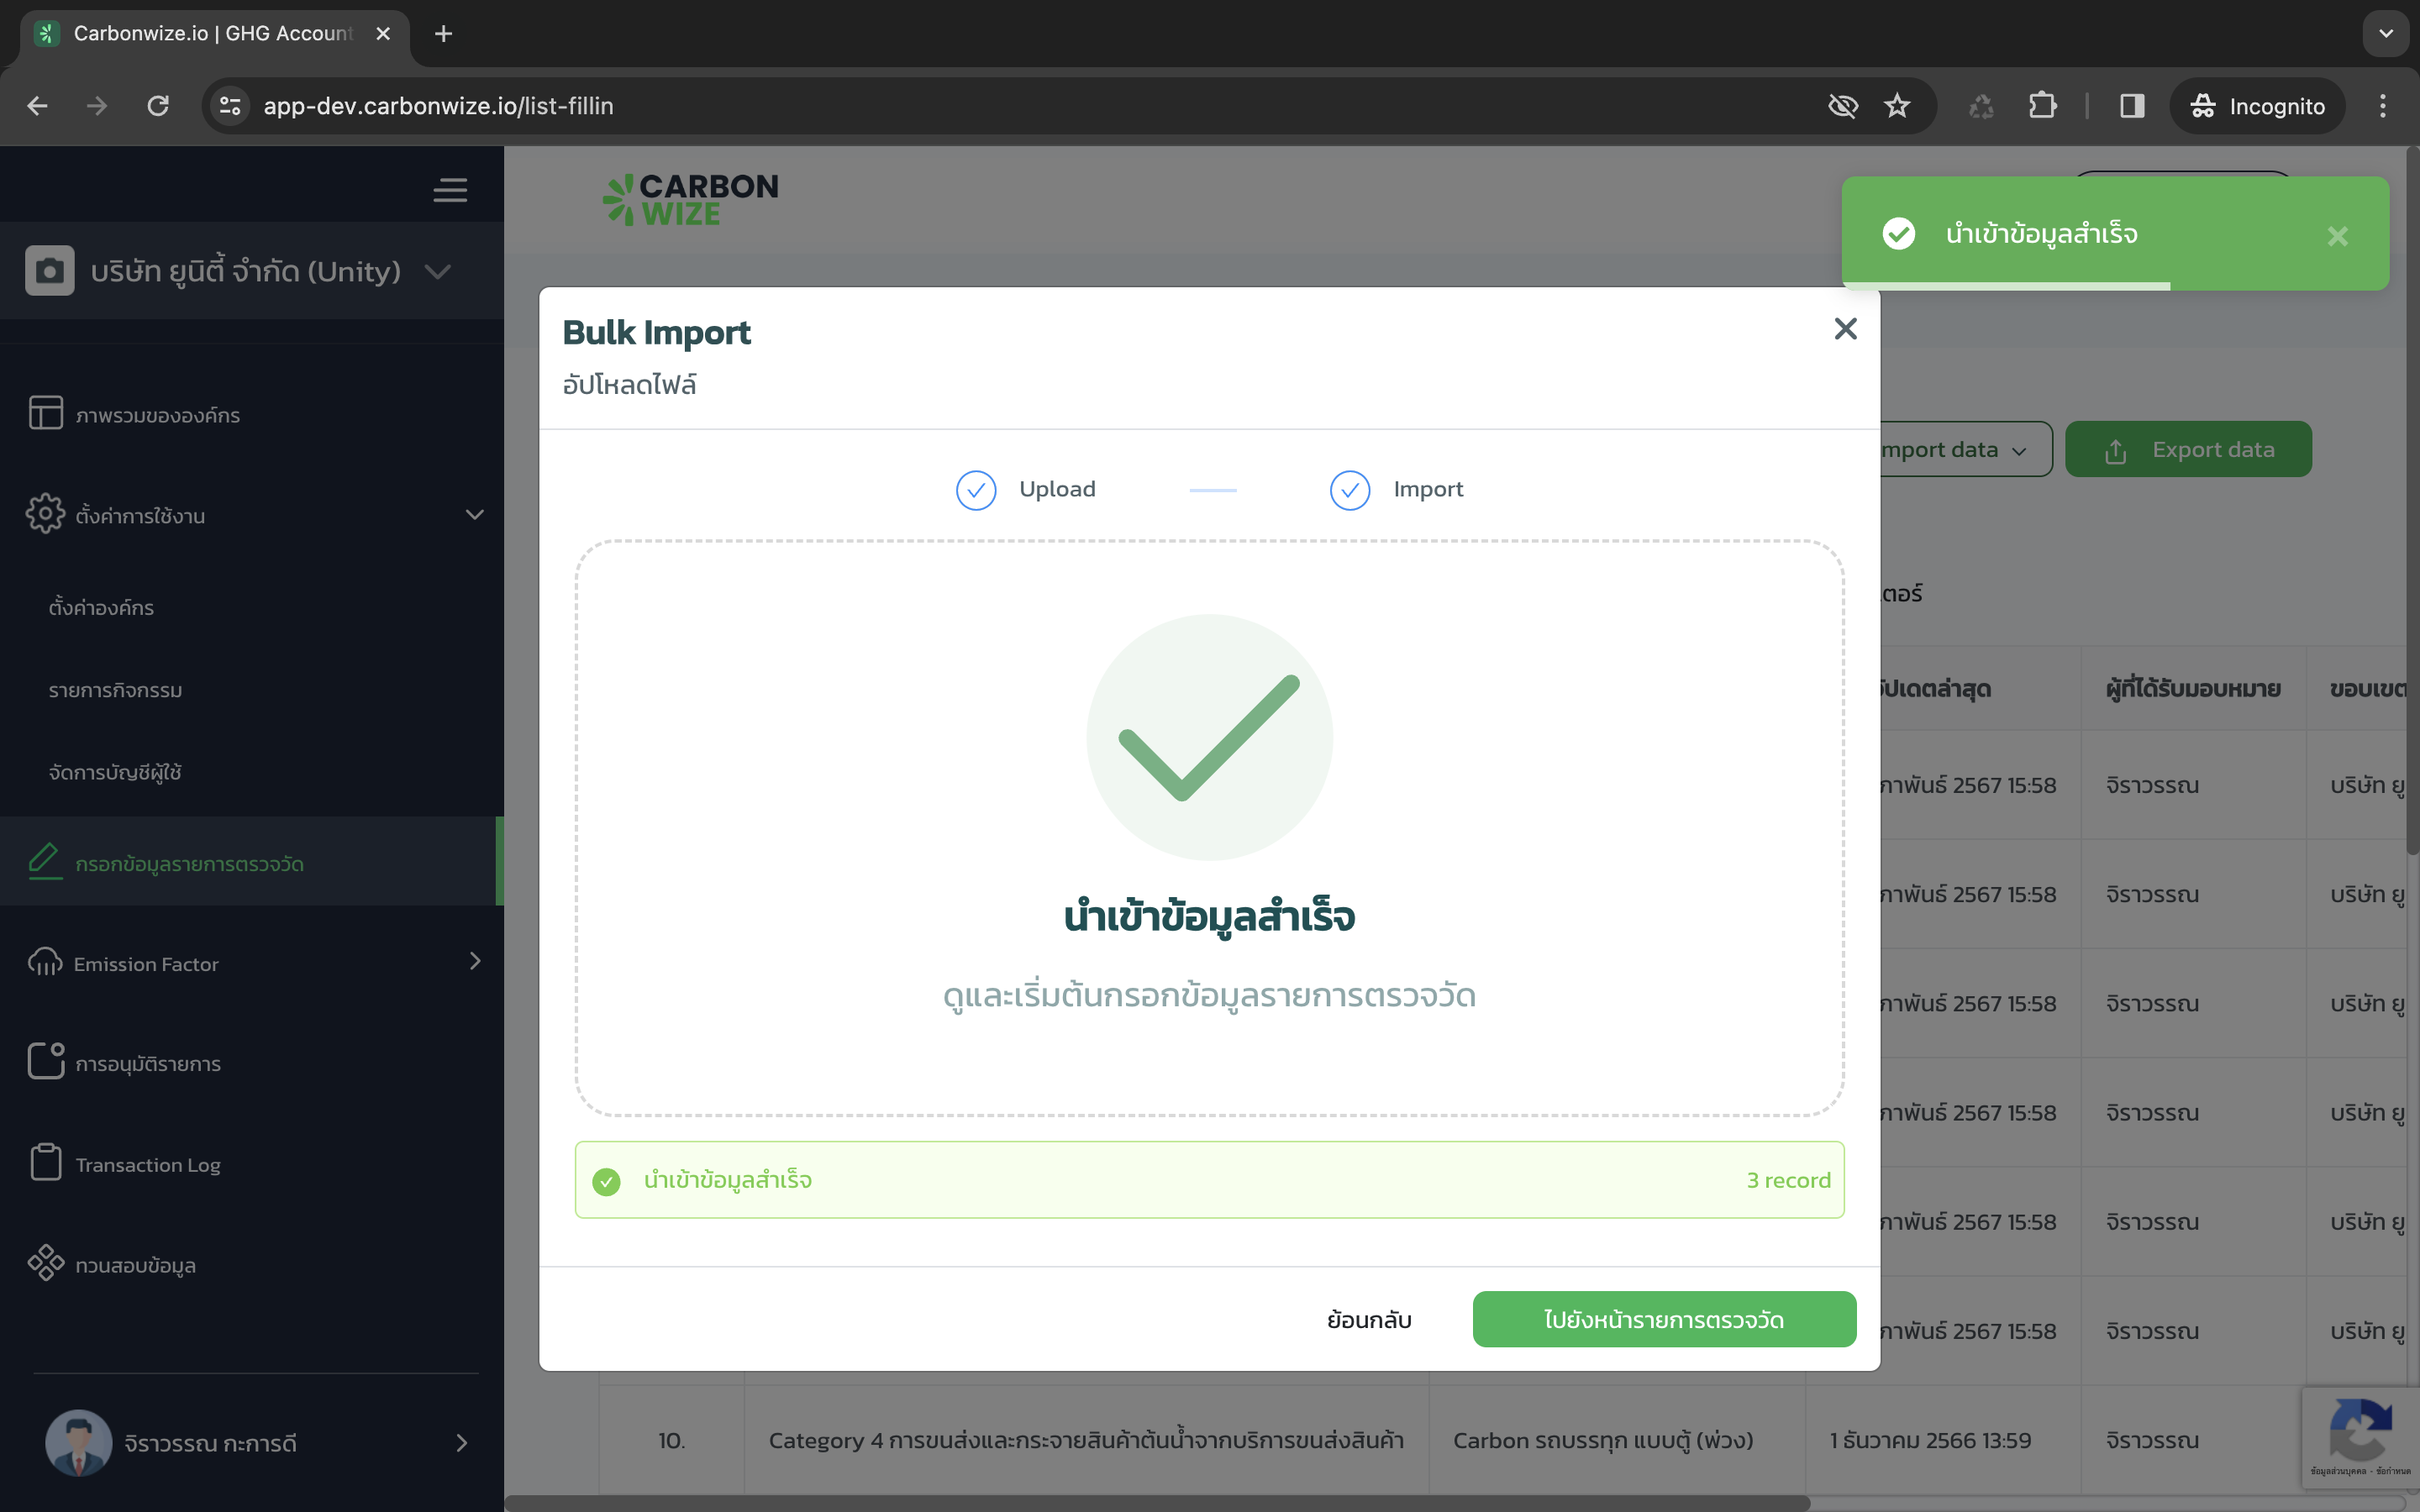 Carbonwize.io | GHG Account
app-dev.carbonwize.io/list-fillin
Incognito
บริษัท ยูนิตี้ จำกัด (Unity)
ภาพรวมขององค์กร
ตั้งค่าการใช้งาน
ตั้งค่าองค์กร
รายการกิจกรรม
จัดการบัญชีผู้ใช้
กรอกข้อมูลรายการตรวจวัด
Emission Factor
การอนุมัติรายการ
Transaction Log
ทวนสอบข้อมูล
จิราวรรณ กะการดี
CARBON
WIZE
นำเข้าข้อมูลสำเร็จ
Bulk Import
อัปโหลดไฟล์
Upload
Import
นำเข้าข้อมูลสำเร็จ
ดูและเริ่มต้นกรอกข้อมูลรายการตรวจวัด
นำเข้าข้อมูลสำเร็จ 3 record
ย้อนกลับ
ไปยังหน้ารายการตรวจวัด
mport data
Export data
ตอร์
ัปเดตล่าสุด ผู้ที่ได้รับมอบหมาย ขอบเขต
ภาพันธ์ 2567 15:58 จิราวรรณ บริษัท ยู
ภาพันธ์ 2567 15:58 จิราวรรณ บริษัท ยู
ภาพันธ์ 2567 15:58 จิราวรรณ บริษัท ยู
ภาพันธ์ 2567 15:58 จิราวรรณ บริษัท ยู
ภาพันธ์ 2567 15:58 จิราวรรณ บริษัท ยู
ภาพันธ์ 2567 15:58 จิราวรรณ บริษัท ยู
10. Category 4 การขนส่งและกระจายสินค้าต้นน้ำจากบริการขนส่งสินค้า Carbon รถบรรทุก แบบตู้ (พ่วง) 1 ธันวาคม 2566 13:59 จิราวรรณ
ข้อมูลส่วนบุคคล - ข้อกำหนด